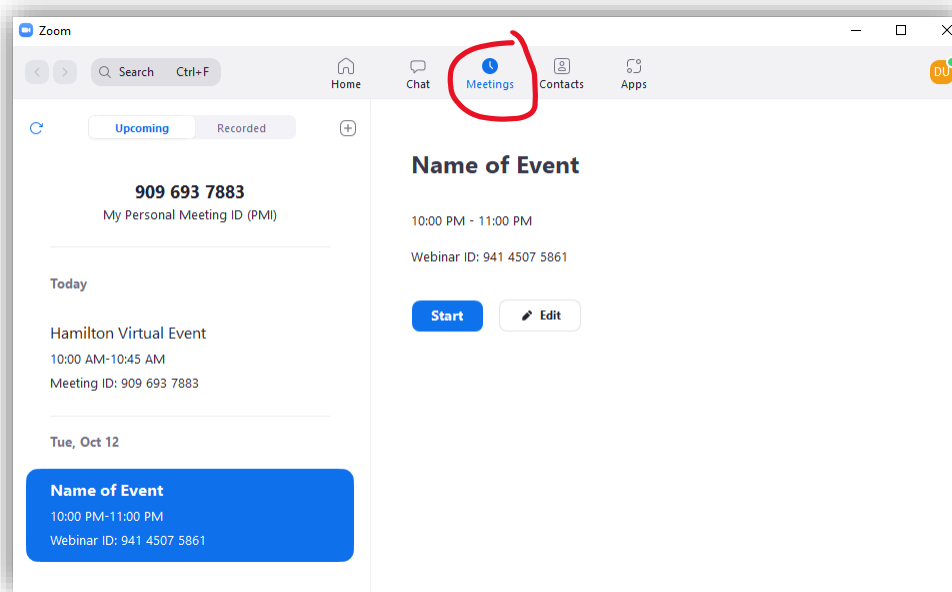 Zoom
Search Ctrl+F
Home
Chat
Meetings
Contacts
Apps
DU
Upcoming
Recorded
909 693 7883
My Personal Meeting ID (PMI)
Today
Hamilton Virtual Event
10:00 AM-10:45 AM
Meeting ID: 909 693 7883
Tue, Oct 12
Name of Event
10:00 PM-11:00 PM
Webinar ID: 941 4507 5861
Name of Event
10:00 PM - 11:00 PM
Webinar ID: 941 4507 5861
Start
Edit